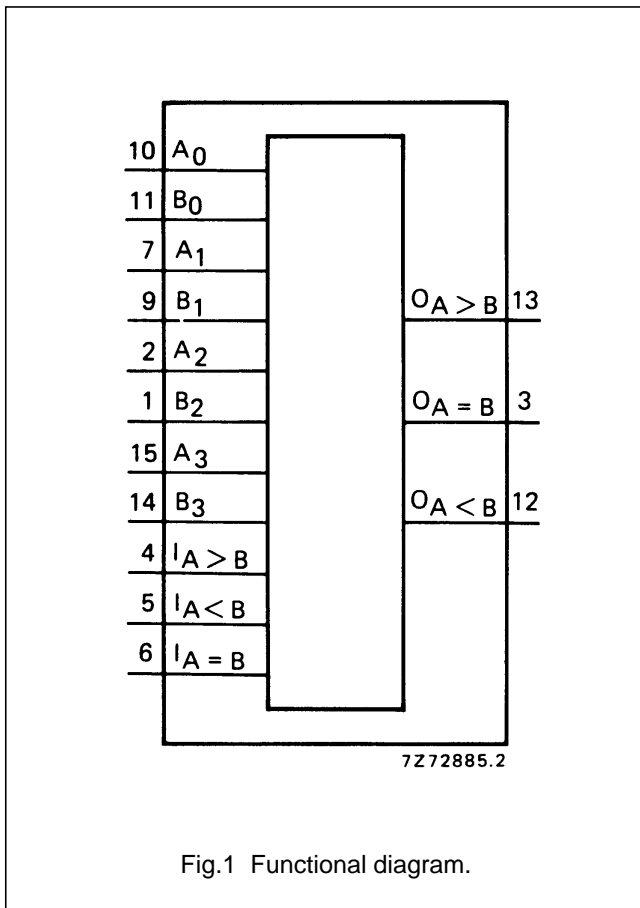 10 A0
11 B0
7 A1
9 B1 OA > B 13
2 A2
1 B2 OA = B 3
15 A3
14 B3 OA < B 12
4 IA > B
5 IA < B
6 IA = B
7Z72885.2
Fig.1 Functional diagram.